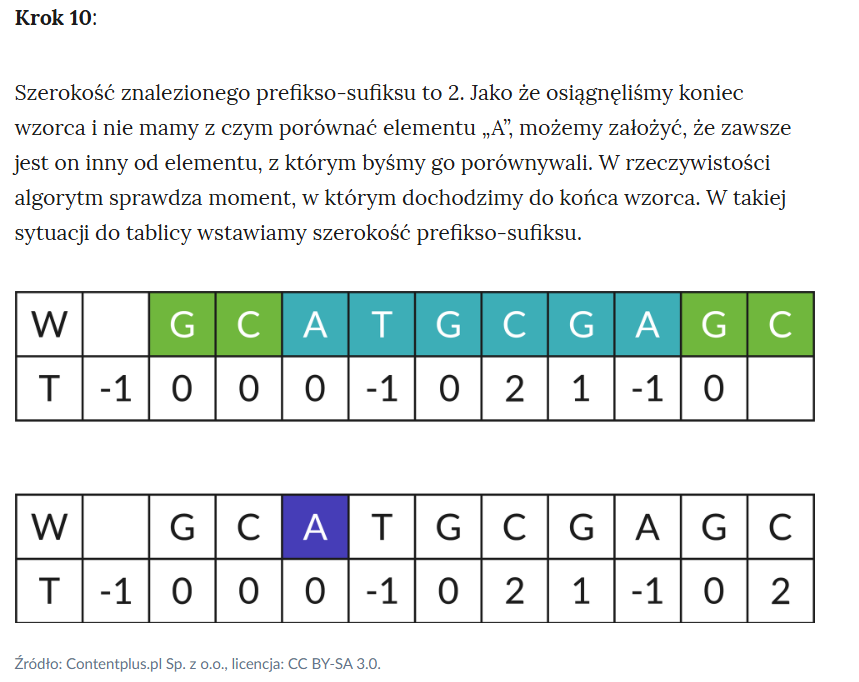 Krok 10:
Szerokość znalezionego prefikso-sufiksu to 2. Jako że osiągnęliśmy koniec
wzorca i nie mamy z czym porównać elementu „A”, możemy założyć, że zawsze
jest on inny od elementu, z którym byśmy go porównywali. W rzeczywistości
algorytm sprawdza moment, w którym dochodzimy do końca wzorca. W takiej
sytuacji do tablicy wstawiamy szerokość prefikso-sufiksu.
W G C A T G C G A G C
T -1 0 0 0 -1 0 2 1 -1 0
W G C A T G C G A G C
T -1 0 0 0 -1 0 2 1 -1 0 2
Źródło: Contentplus.pl Sp. z o.o., licencja: CC BY-SA 3.0.